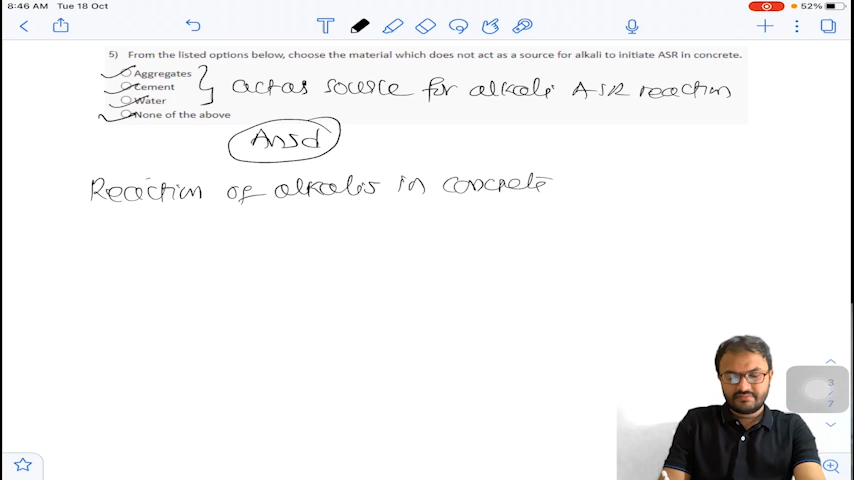 8:46 AM Tue 18 Oct
52%
5) From the listed options below, choose the material which does not act as a source for alkali to initiate ASR in concrete.
Aggregates
Cement
Water
None of the above
act as source for alkali ASR reaction
Ans d
Reaction of alkalis in concrete
3
/
7